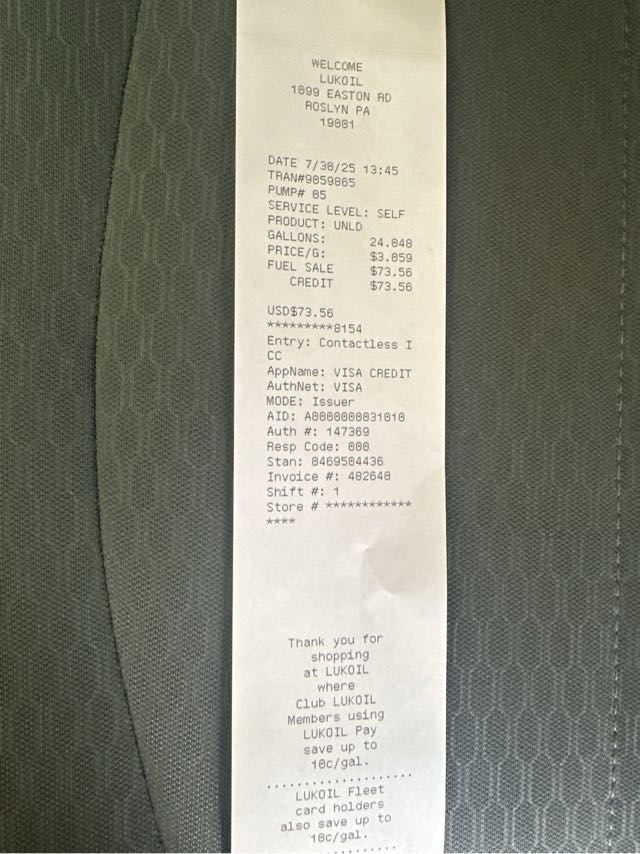 WELCOME
LUKOIL
1099 EASTON RD
ROSLYN PA
19001
DATE 7/30/25 13:45
TRAN#9059065
PUMP# 05
SERVICE LEVEL: SELF
PRODUCT: UNLD
GALLONS: 24.048
PRICE/G: $3.059
FUEL SALE $73.56
CREDIT $73.56
USD$73.56
*********8154
Entry: Contactless I
CC
AppName: VISA CREDIT
AuthNet: VISA
MODE: Issuer
AID: A0000000031010
Auth #: 147369
Resp Code: 000
Stan: 0469504436
Invoice #: 402640
Shift #: 1
Store # ************
****
Thank you for
shopping
at LUKOIL
where
Club LUKOIL
Members using
LUKOIL Pay
save up to
10c/gal.
....................
LUKOIL Fleet
card holders
also save up to
10c/gal.
....................